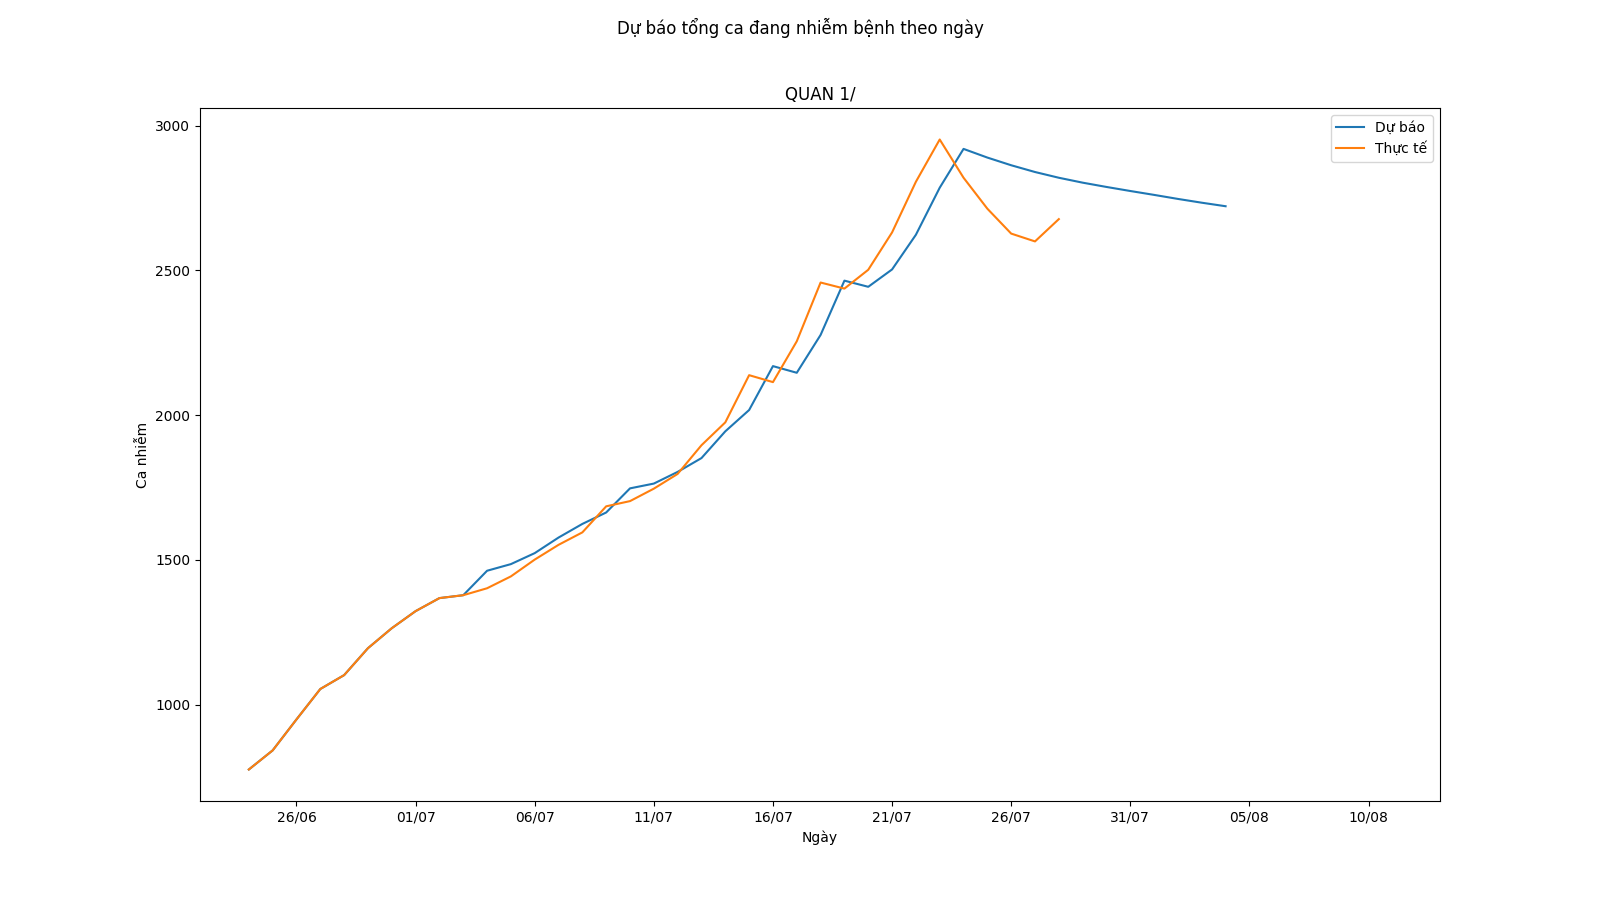 Dự báo tổng ca đang nhiễm bệnh theo ngày
QUAN 1/
3000
2500
2000
1500
1000
Ca nhiễm
Dự báo
Thực tế
26/06 01/07 06/07 11/07 16/07 21/07 26/07 31/07 05/08 10/08
Ngày